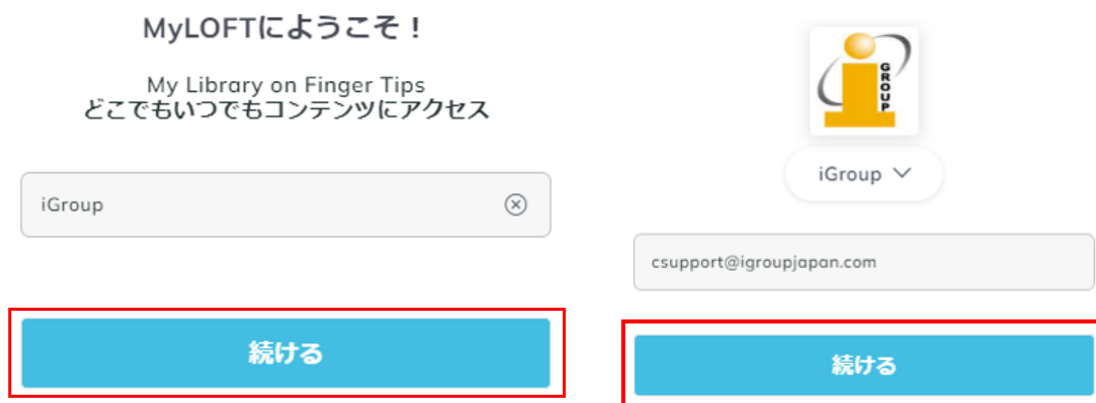 MyLOFTにようこそ！
My Library on Finger Tips
どこでもいつでもコンテンツにアクセス
iGroup
続ける
iGROUP
iGroup
csupport@igroupjapan.com
続ける